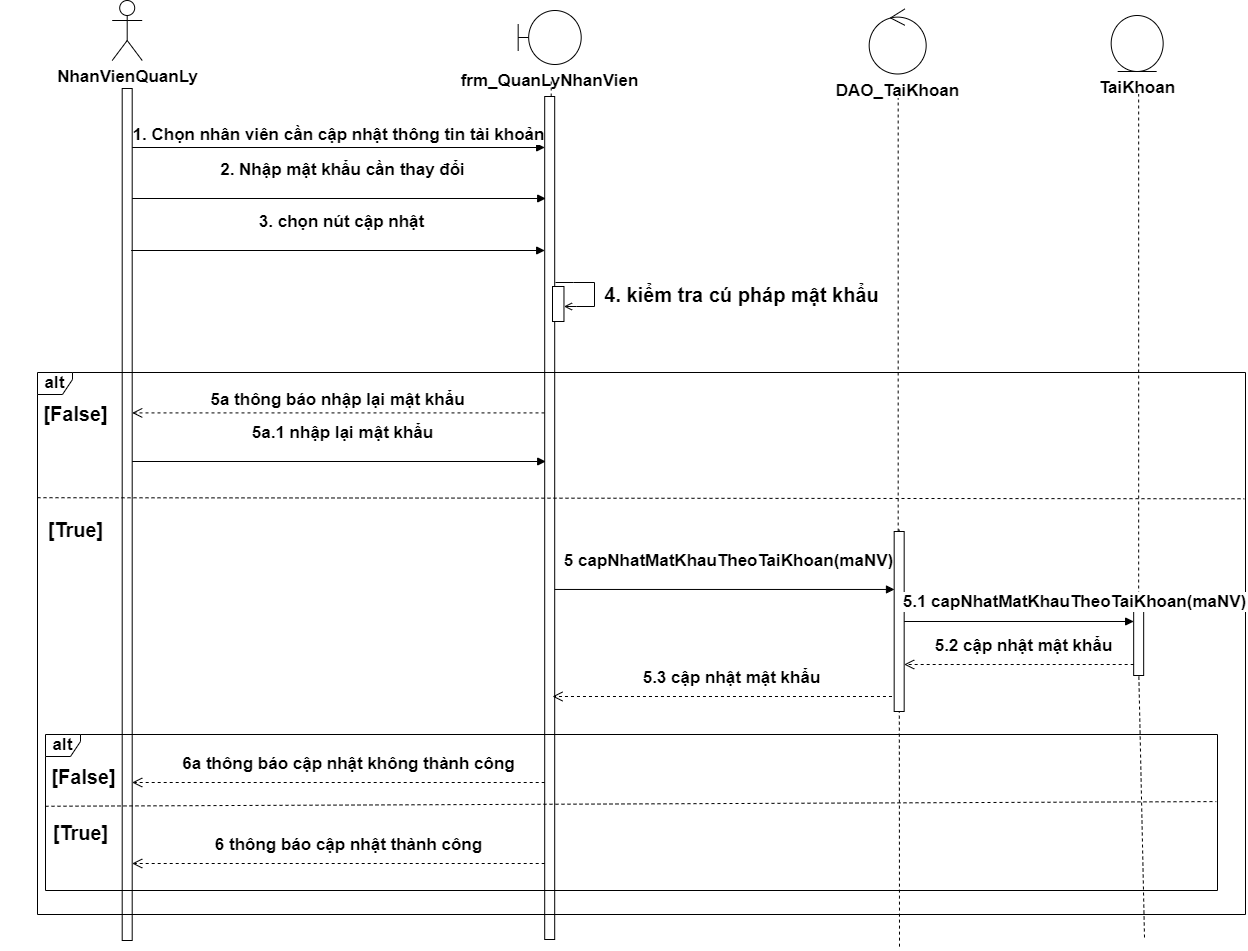 NhanVienQuanLy
frm_QuanLyNhanVien
DAO_TaiKhoan
TaiKhoan
1. Chọn nhân viên cần cập nhật thông tin tài khoản
2. Nhập mật khẩu cần thay đổi
3. chọn nút cập nhật
4. kiểm tra cú pháp mật khẩu
alt
[False]
5a thông báo nhập lại mật khẩu
5a.1 nhập lại mật khẩu
[True]
5 capNhatMatKhauTheoTaiKhoan(maNV)
5.1 capNhatMatKhauTheoTaiKhoan(maNV)
5.2 cập nhật mật khẩu
5.3 cập nhật mật khẩu
alt
[False]
6a thông báo cập nhật không thành công
[True]
6 thông báo cập nhật thành công